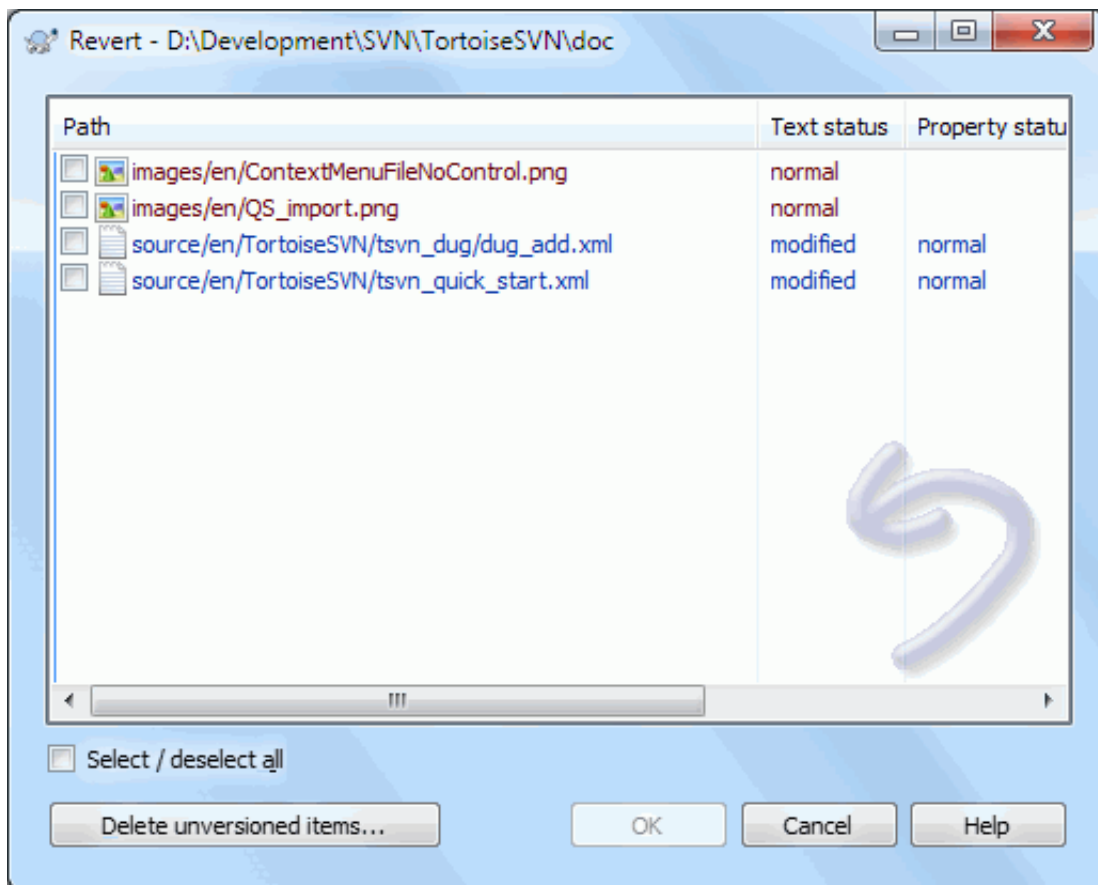 Revert - D:\Development\SVN\TortoiseSVN\doc
Path Text status Property statu
images/en/ContextMenuFileNoControl.png normal
images/en/QS_import.png normal
source/en/TortoiseSVN/tsvn_dug/dug_add.xml modified normal
source/en/TortoiseSVN/tsvn_quick_start.xml modified normal
Select / deselect all
Delete unversioned items... OK Cancel Help